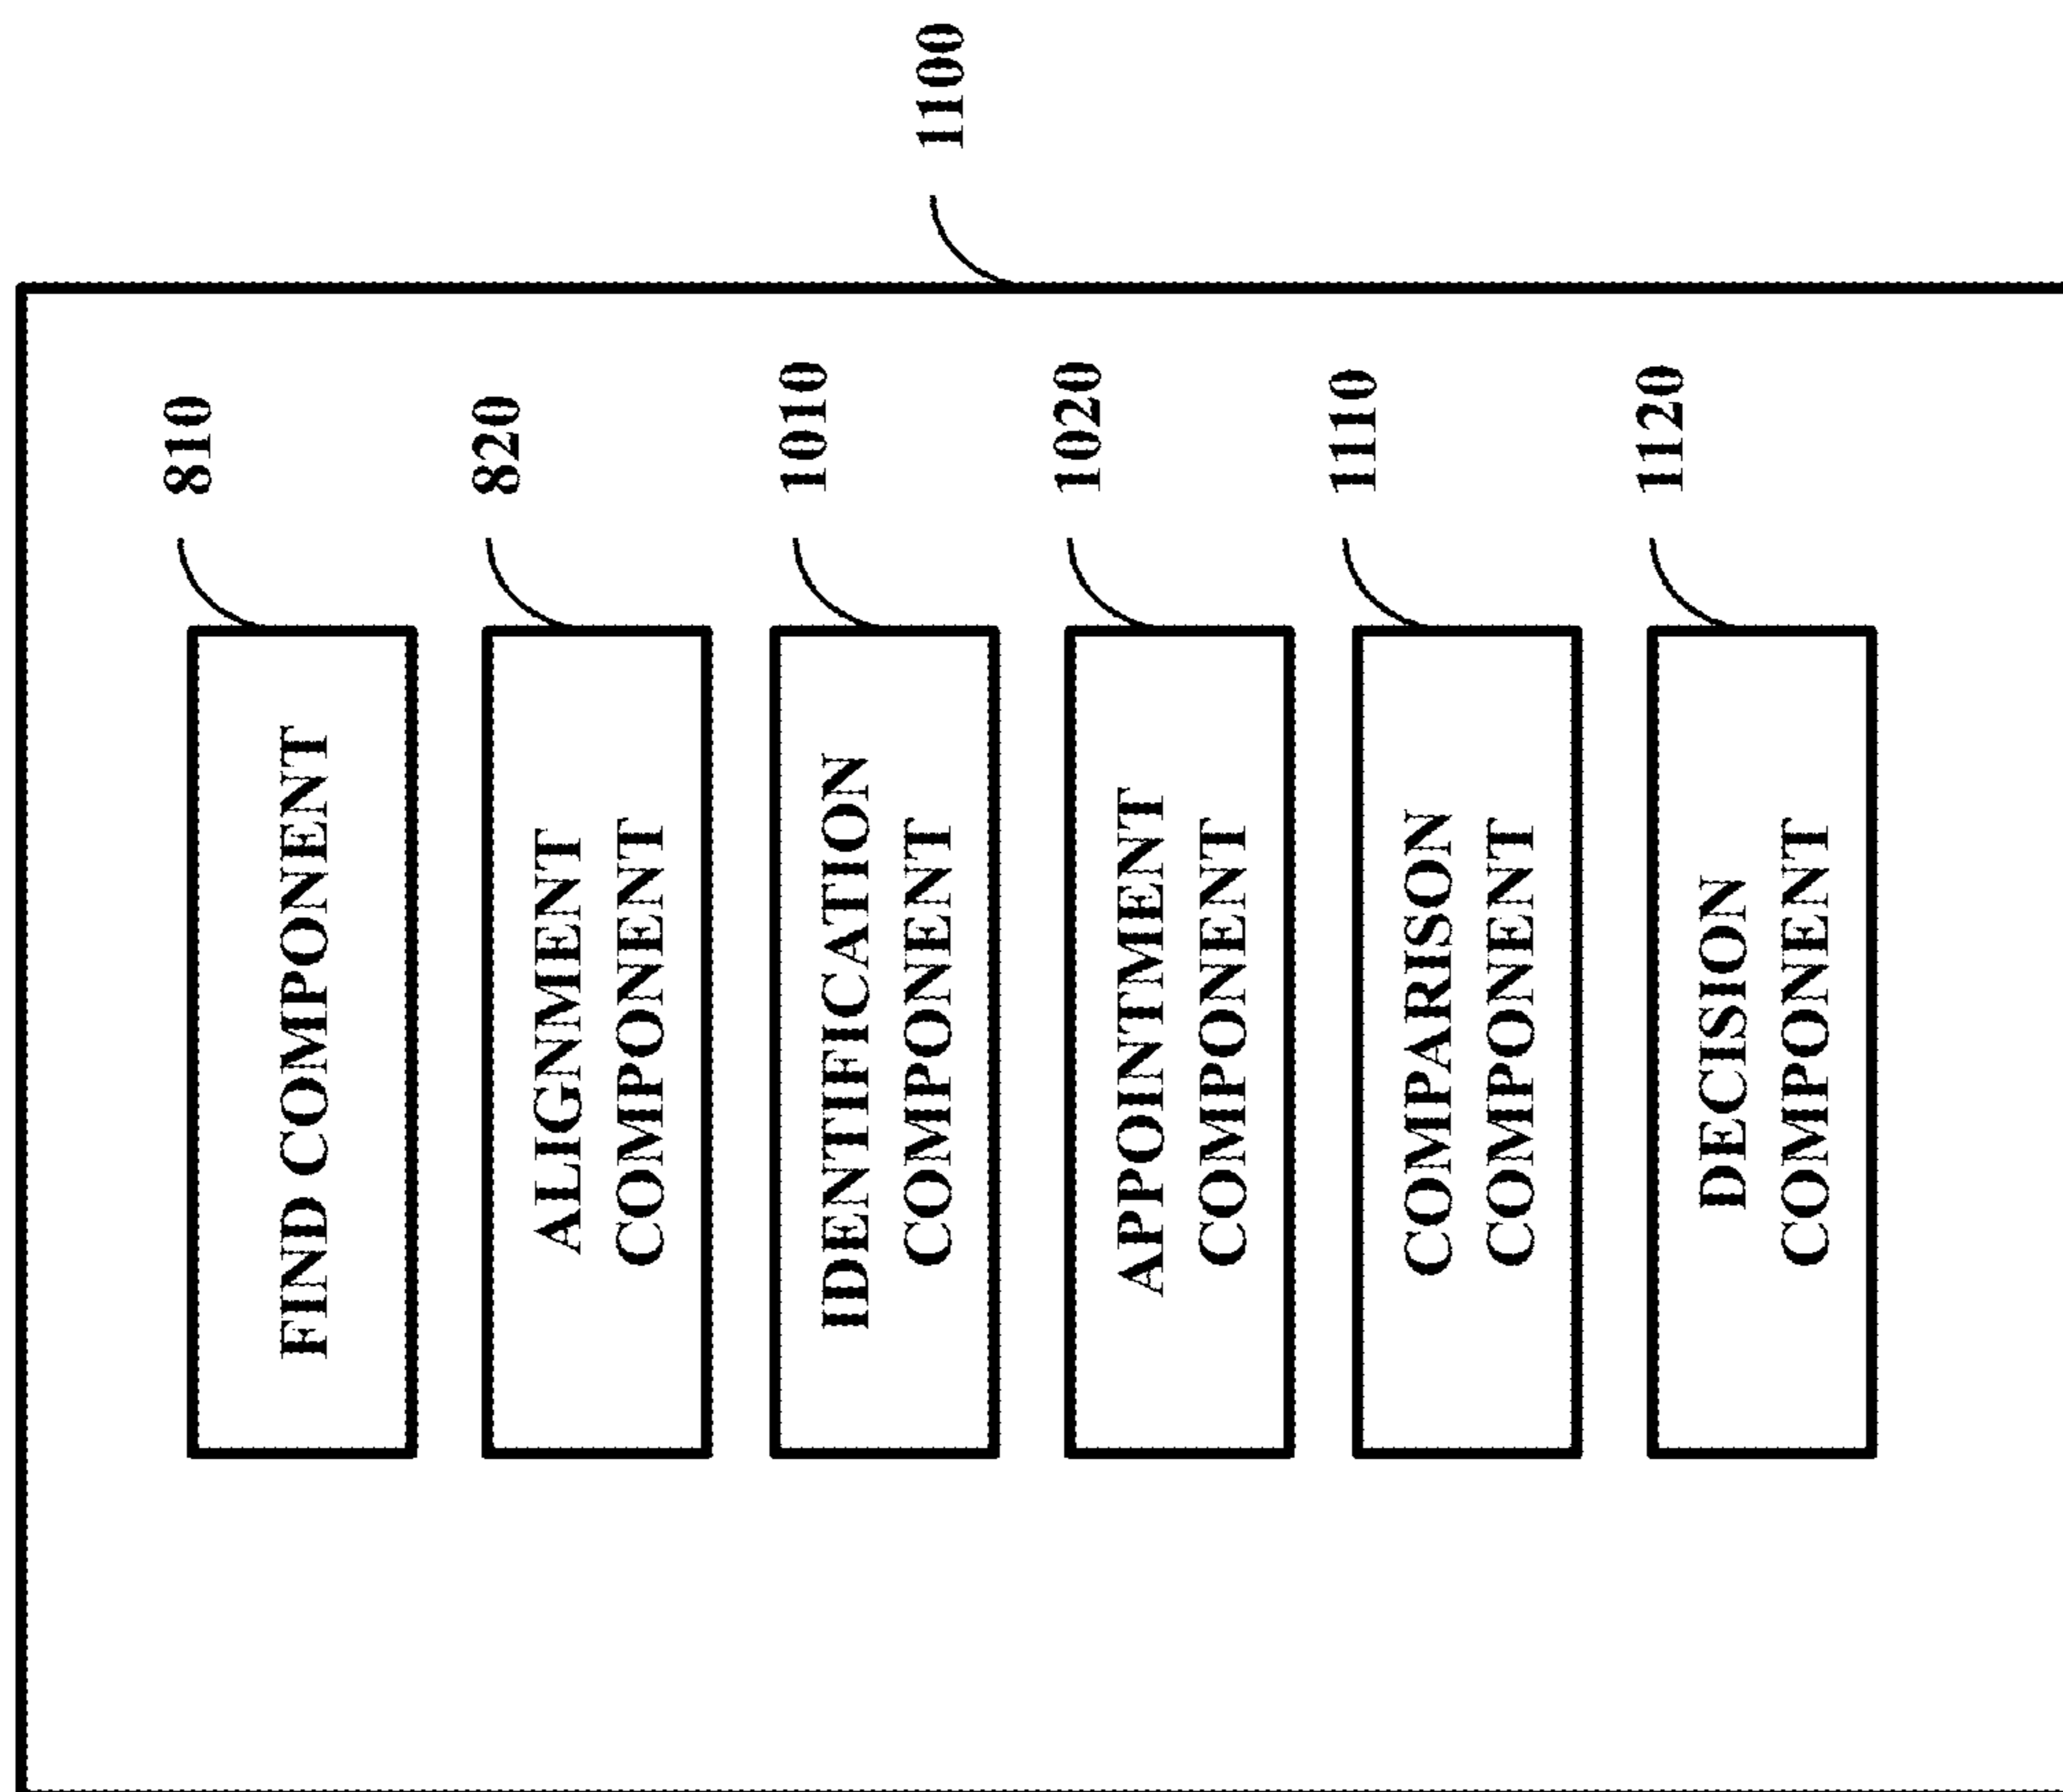 1100
810
FIND COMPONENT
820
ALIGNMENT
COMPONENT
1010
IDENTIFICATION
COMPONENT
1020
APPOINTMENT
COMPONENT
1110
COMPARISON
COMPONENT
1120
DECISION
COMPONENT